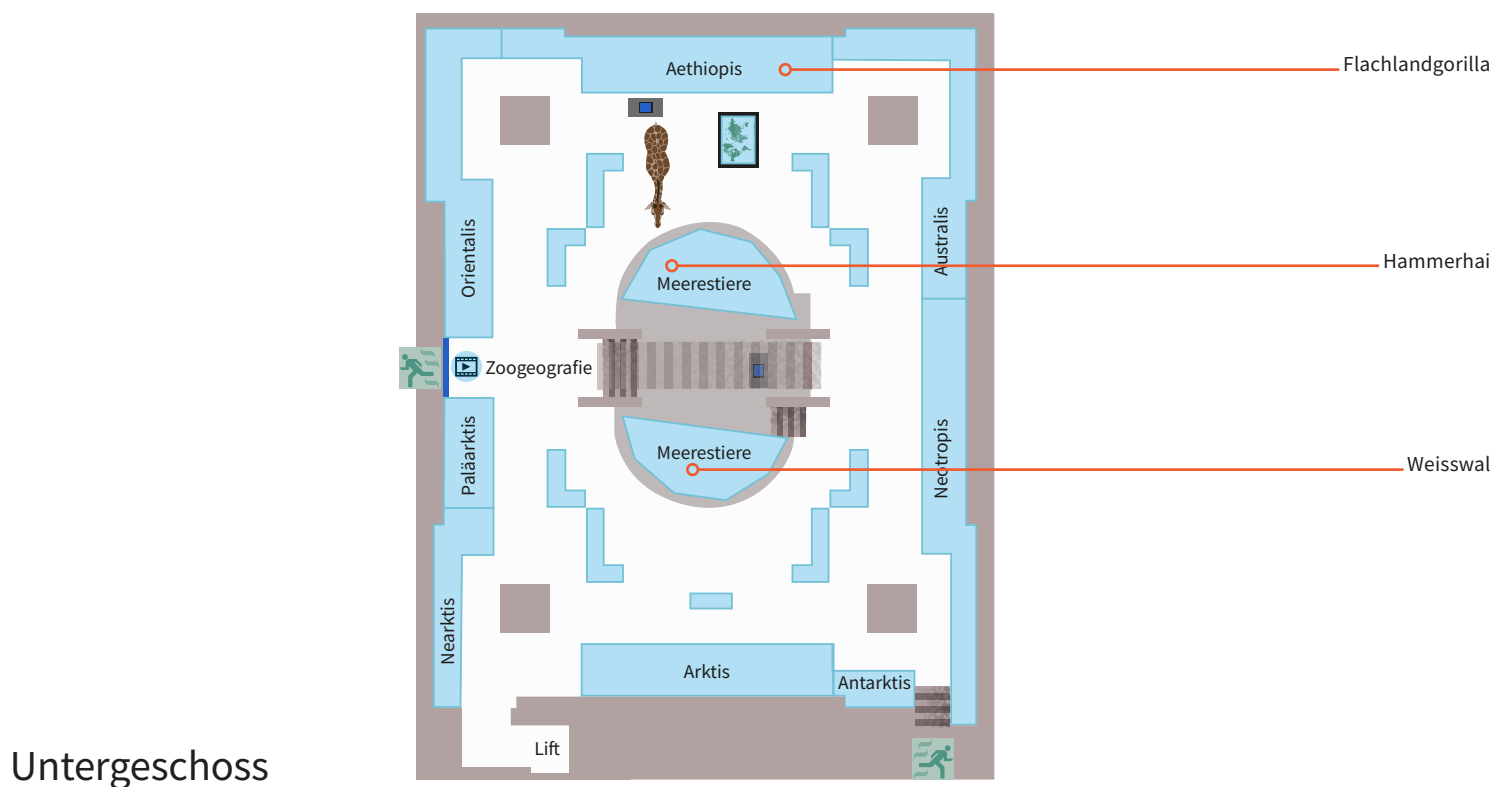 Flachlandgorilla
Aethiopis
Orientalis
Australis
Hammerhai
Meerestiere
Zoogeografie
Paläarktis
Meerestiere
Neotropis
Weisswal
Nearktis
Arktis
Antarktis
Lift
Untergeschoss